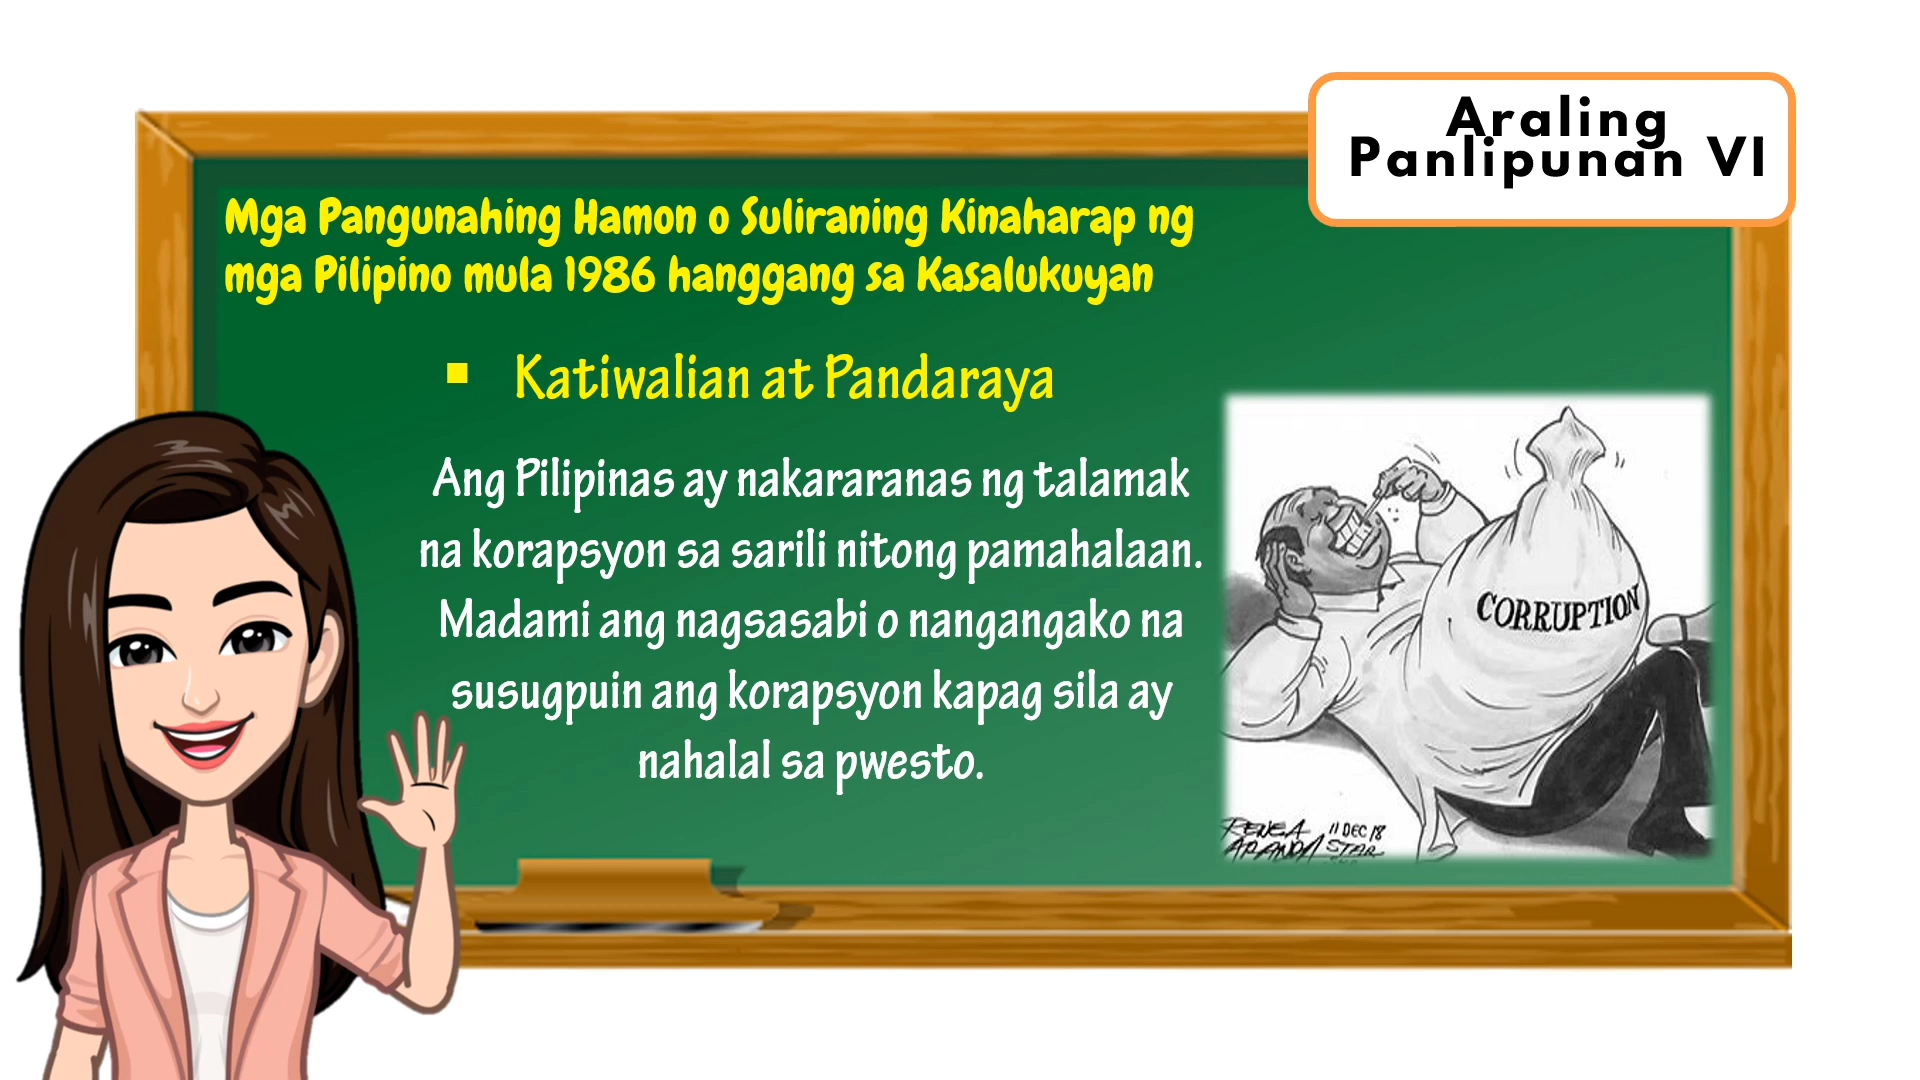 Araling
Panlipunan VI
Mga Pangunahing Hamon o Suliraning Kinaharap ng
mga Pilipino mula 1986 hanggang sa Kasalukuyan
▪ Katiwalian at Pandaraya
Ang Pilipinas ay nakararanas ng talamak
na korapsyon sa sarili nitong pamahalaan.
Madami ang nagsasabi o nangangako na
susugpuin ang korapsyon kapag sila ay
nahalal sa pwesto.
CORRUPTION
RENE A 11 DEC 18
ARANDA STAR